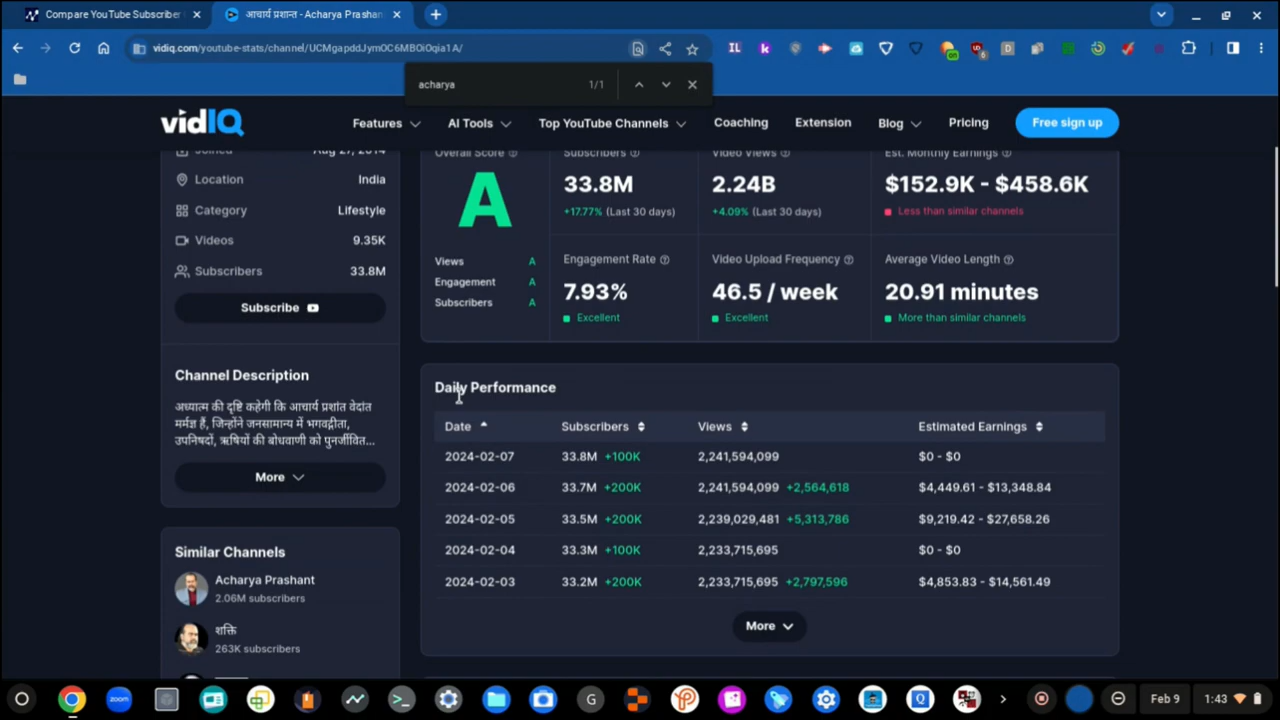 Compare YouTube Subscriber
आचार्य प्रशान्त - Acharya Prashan
vidiq.com/youtube-stats/channel/UCMgapddJymOC6MBOiOqia1A/
acharya 1/1
vidIQ
Features
AI Tools
Top YouTube Channels
Coaching
Extension
Blog
Pricing
Free sign up
Joined Aug 27, 2014
Location India
Category Lifestyle
Videos 9.35K
Subscribers 33.8M
Subscribe
Channel Description
अध्यात्म की दृष्टि कहेगी कि आचार्य प्रशांत वेदांत
मर्मज्ञ हैं, जिन्होंने जनसामान्य में भगवद्गीता,
उपनिषदों, ऋषियों की बोधवाणी को पुनर्जीवित...
More
Similar Channels
Acharya Prashant
2.06M subscribers
शक्ति
263K subscribers
Overall Score
A
Views A
Engagement A
Subscribers A
Subscribers
33.8M
+17.77% (Last 30 days)
Video Views
2.24B
+4.09% (Last 30 days)
Est. Monthly Earnings
$152.9K - $458.6K
Less than similar channels
Engagement Rate
7.93%
Excellent
Video Upload Frequency
46.5 / week
Excellent
Average Video Length
20.91 minutes
More than similar channels
Daily Performance
Date Subscribers Views Estimated Earnings
2024-02-07 33.8M +100K 2,241,594,099 $0 - $0
2024-02-06 33.7M +200K 2,241,594,099 +2,564,618 $4,449.61 - $13,348.84
2024-02-05 33.5M +200K 2,239,029,481 +5,313,786 $9,219.42 - $27,658.26
2024-02-04 33.3M +100K 2,233,715,695 $0 - $0
2024-02-03 33.2M +200K 2,233,715,695 +2,797,596 $4,853.83 - $14,561.49
More
Feb 9 1:43